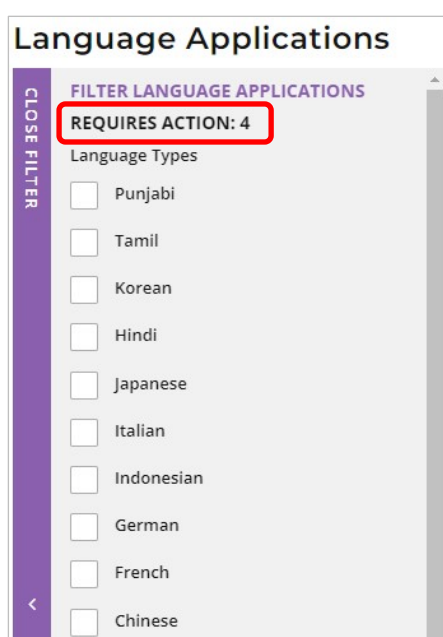 Language Applications
CLOSE FILTER
FILTER LANGUAGE APPLICATIONS
REQUIRES ACTION: 4
Language Types
Punjabi
Tamil
Korean
Hindi
Japanese
Italian
Indonesian
German
French
Chinese